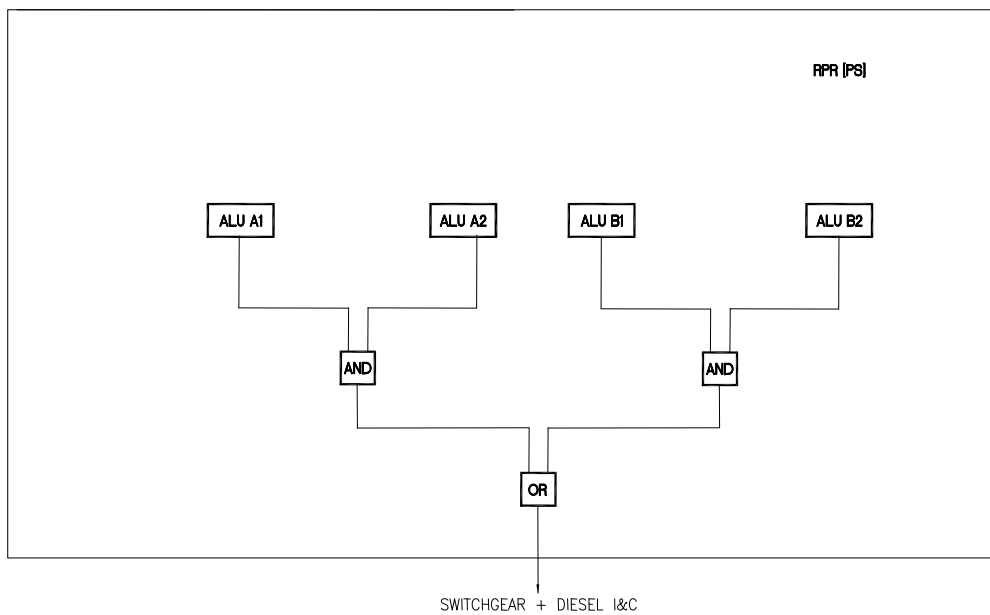 RPR [PS]
ALU A1
ALU A2
ALU B1
ALU B2
AND
AND
OR
SWITCHGEAR + DIESEL I&C